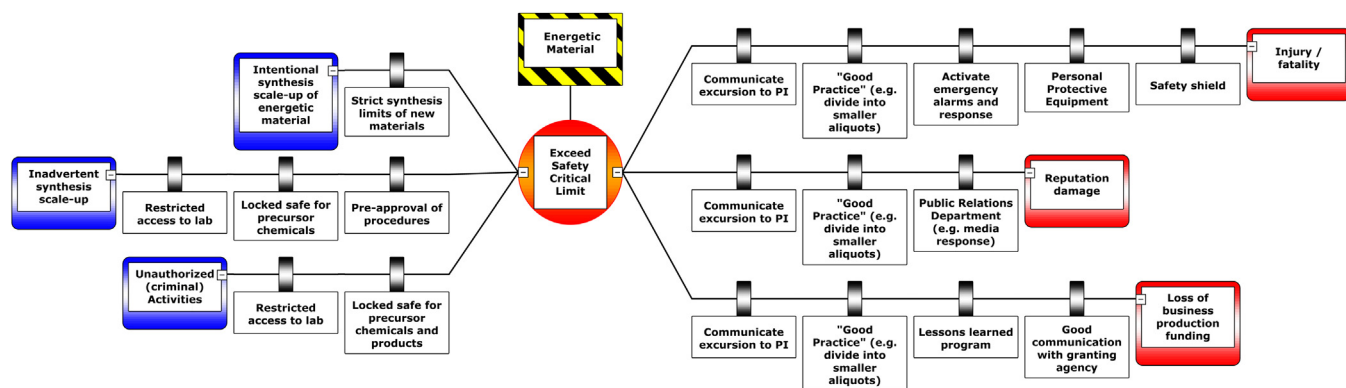 Energetic
Material
Intentional
synthesis
scale-up of
energetic
material
Strict synthesis
limits of new
materials
Inadvertent
synthesis
scale-up
Restricted
access to lab
Locked safe for
precursor
chemicals
Pre-approval of
procedures
Unauthorized
(criminal)
Activities
Restricted
access to lab
Locked safe for
precursor
chemicals and
products
Exceed
Safety
Critical
Limit
Communicate
excursion to PI
"Good
Practice" (e.g.
divide into
smaller
aliquots)
Activate
emergency
alarms and
response
Personal
Protective
Equipment
Safety shield
Injury /
fatality
Communicate
excursion to PI
"Good
Practice" (e.g.
divide into
smaller
aliquots)
Public Relations
Department
(e.g. media
response)
Reputation
damage
Communicate
excursion to PI
"Good
Practice" (e.g.
divide into
smaller
aliquots)
Lessons learned
program
Good
communication
with granting
agency
Loss of
business
production
funding